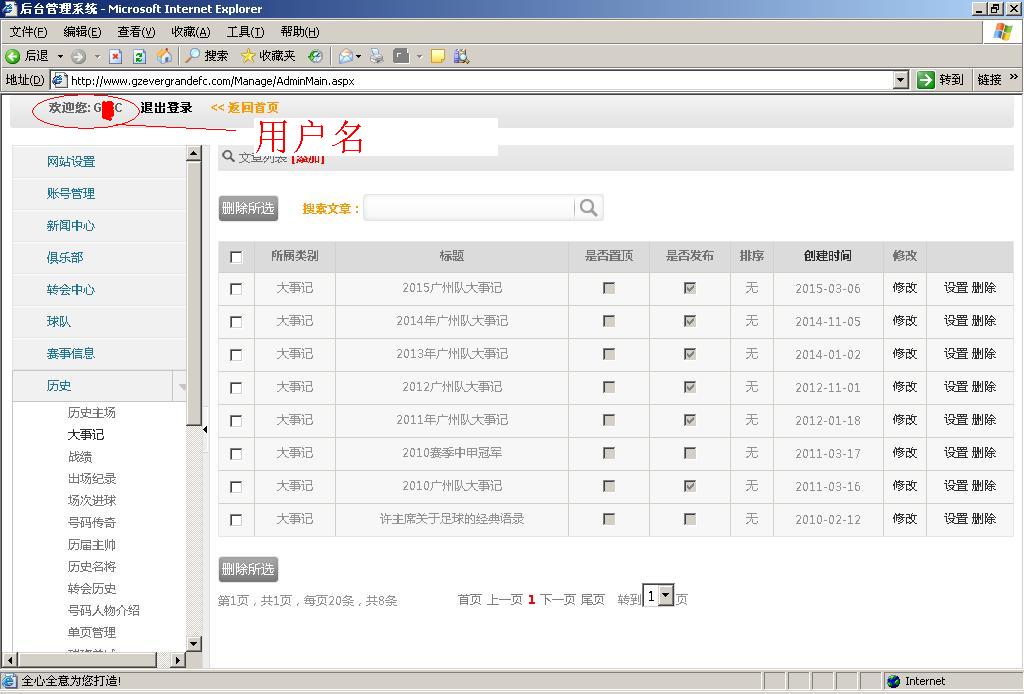 后台管理系统 - Microsoft Internet Explorer
文件(F) 编辑(E) 查看(V) 收藏(A) 工具(T) 帮助(H)
后退 搜索 收藏夹
地址(D) http://www.gzevergrandefc.com/Manage/AdminMain.aspx 转到 链接 »
欢迎您: G C 退出登录 << 返回首页
用户名
网站设置
账号管理
新闻中心
俱乐部
转会中心
球队
赛事信息
历史
历史主场
大事记
战绩
出场纪录
场次进球
号码传奇
历届主帅
历史名将
转会历史
号码人物介绍
单页管理
文章列表 [添加]
删除所选 搜索文章：
所属类别 标题 是否置顶 是否发布 排序 创建时间 修改
大事记 2015广州队大事记 无 2015-03-06 修改 设置 删除
大事记 2014年广州队大事记 无 2014-11-05 修改 设置 删除
大事记 2013年广州队大事记 无 2014-01-02 修改 设置 删除
大事记 2012广州队大事记 无 2012-11-01 修改 设置 删除
大事记 2011年广州队大事记 无 2012-01-18 修改 设置 删除
大事记 2010赛季中甲冠军 无 2011-03-17 修改 设置 删除
大事记 2010广州队大事记 无 2011-03-16 修改 设置 删除
大事记 许主席关于足球的经典语录 无 2010-02-12 修改 设置 删除
删除所选
第1页，共1页，每页20条，共8条 首页 上一页 1 下一页 尾页 转到 1 页
全心全意为您打造! Internet